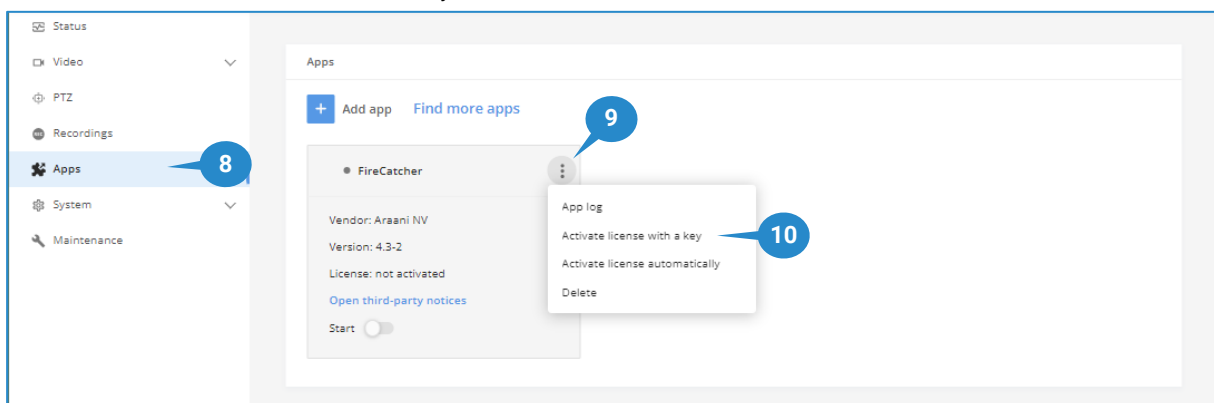 Status
Video
PTZ
Recordings
Apps
System
Maintenance
8
Apps
+ Add app Find more apps
9
FireCatcher
Vendor: Araani NV
Version: 4.3-2
License: not activated
Open third-party notices
Start
App log
Activate license with a key
10
Activate license automatically
Delete